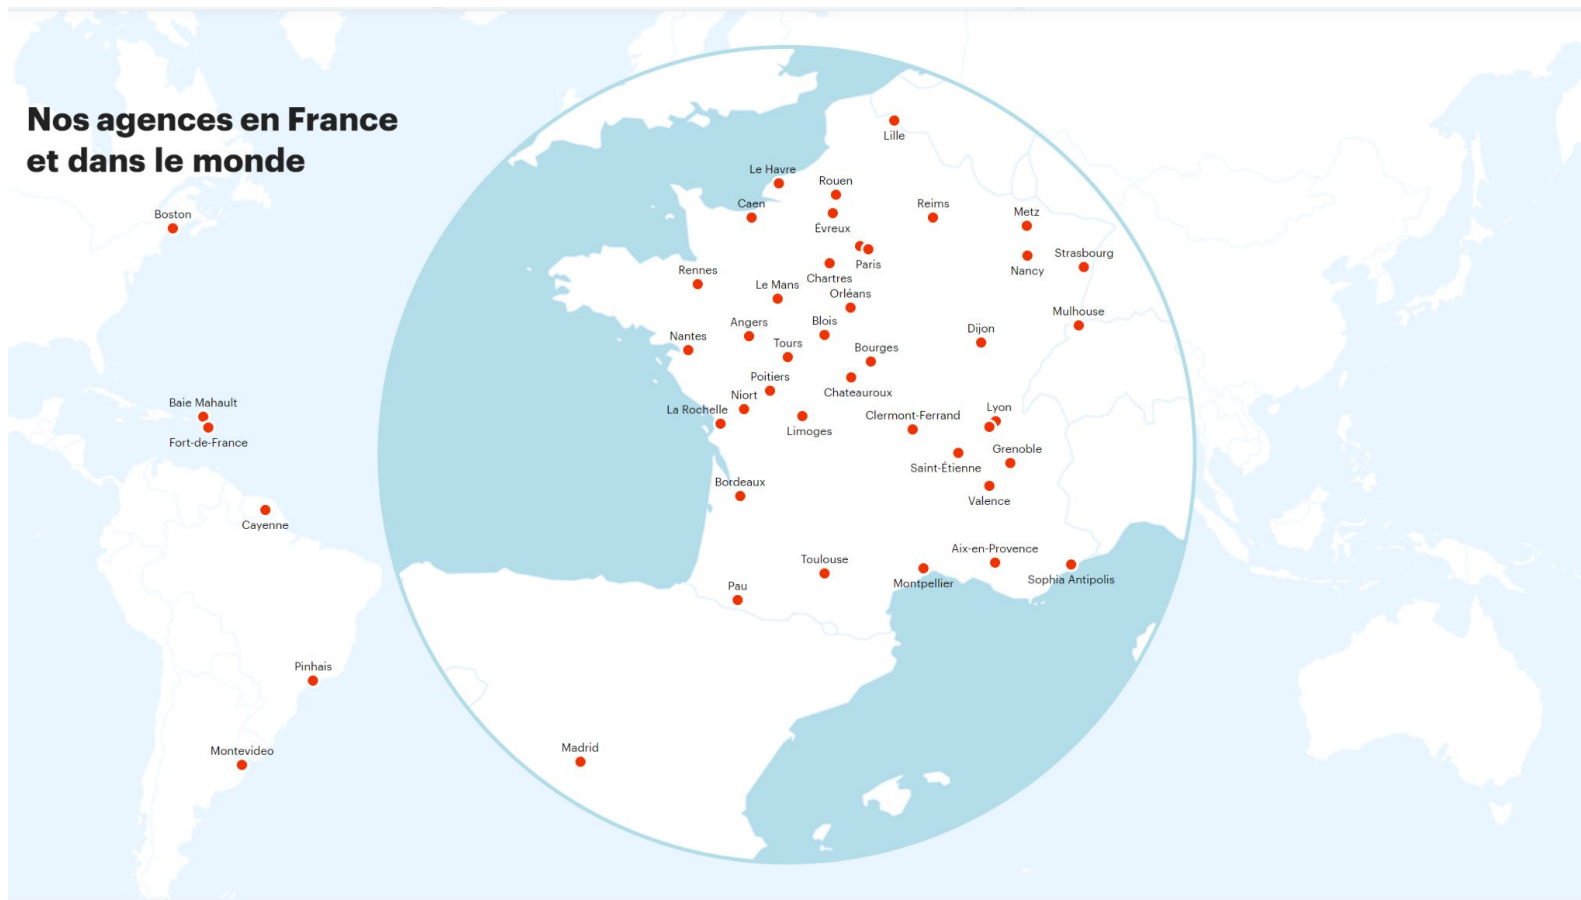 Nos agences en France
et dans le monde
Lille
Le Havre
Rouen
Caen
Reims
Metz
Boston
Évreux
Strasbourg
Paris
Nancy
Rennes
Chartres
Le Mans
Orléans
Mulhouse
Blois
Angers
Dijon
Nantes
Tours
Bourges
Poitiers
Chateauroux
Niort
Baie Mahault
La Rochelle
Lyon
Clermont-Ferrand
Limoges
Fort-de-France
Grenoble
Saint-Étienne
Bordeaux
Valence
Cayenne
Aix-en-Provence
Toulouse
Sophia Antipolis
Montpellier
Pau
Pinhais
Madrid
Montevideo